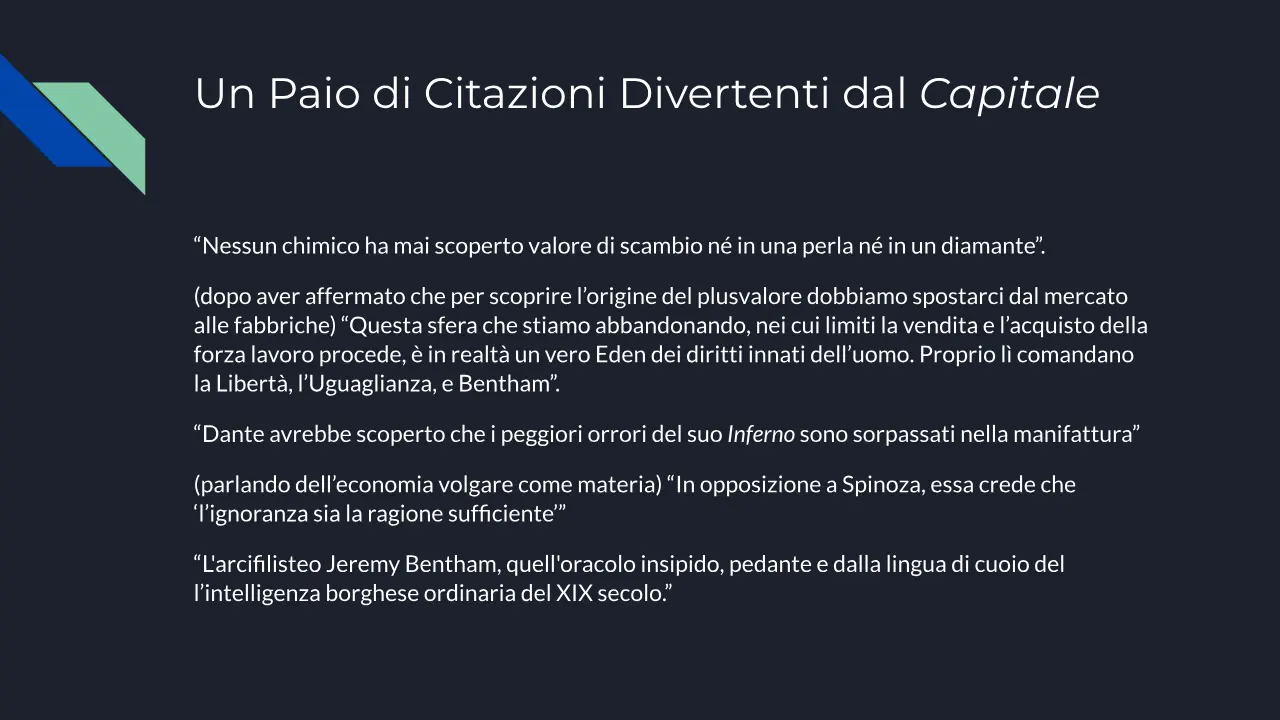 Un Paio di Citazioni Divertenti dal Capitale
“Nessun chimico ha mai scoperto valore di scambio né in una perla né in un diamante”.
(dopo aver affermato che per scoprire l’origine del plusvalore dobbiamo spostarci dal mercato
alle fabbriche) “Questa sfera che stiamo abbandonando, nei cui limiti la vendita e l’acquisto della
forza lavoro procede, è in realtà un vero Eden dei diritti innati dell’uomo. Proprio lì comandano
la Libertà, l’Uguaglianza, e Bentham”.
“Dante avrebbe scoperto che i peggiori orrori del suo Inferno sono sorpassati nella manifattura”
(parlando dell’economia volgare come materia) “In opposizione a Spinoza, essa crede che
‘l’ignoranza sia la ragione sufficiente’”
“L'arcifilisteo Jeremy Bentham, quell'oracolo insipido, pedante e dalla lingua di cuoio del
l’intelligenza borghese ordinaria del XIX secolo.”